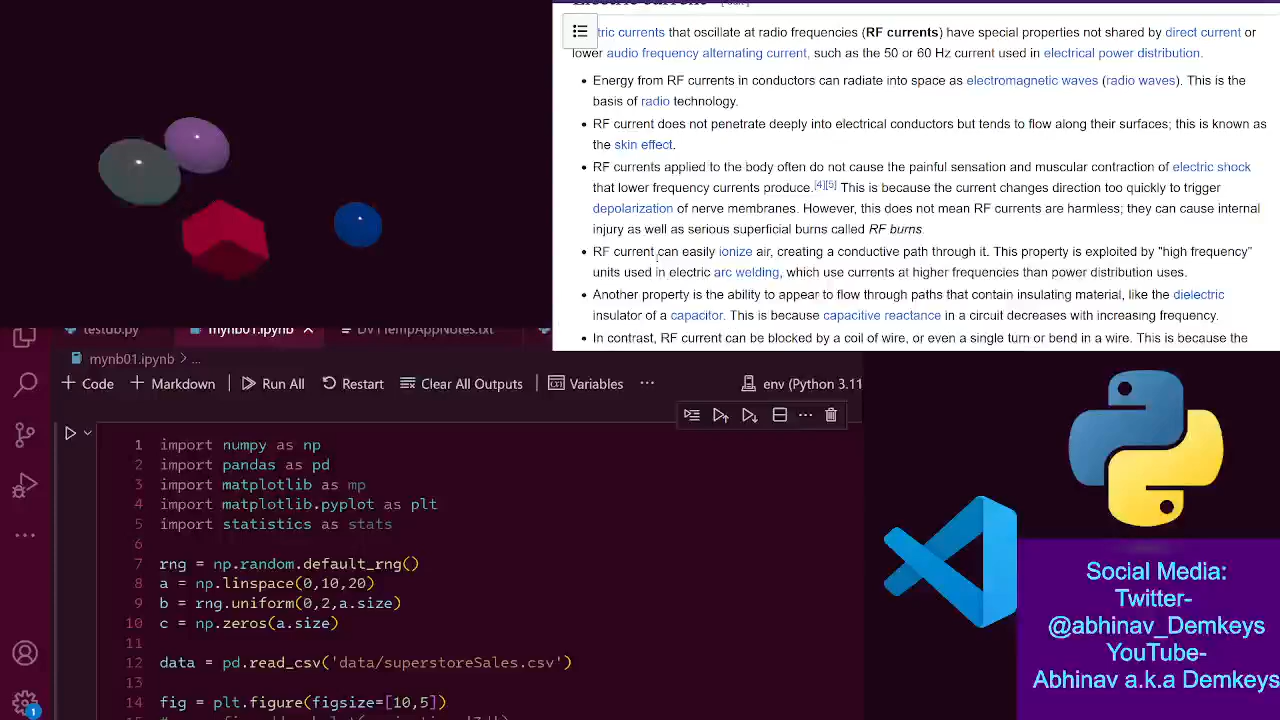 tric currents that oscillate at radio frequencies (RF currents) have special properties not shared by direct current or
lower audio frequency alternating current, such as the 50 or 60 Hz current used in electrical power distribution.
• Energy from RF currents in conductors can radiate into space as electromagnetic waves (radio waves). This is the
basis of radio technology.
• RF current does not penetrate deeply into electrical conductors but tends to flow along their surfaces; this is known as
the skin effect.
• RF currents applied to the body often do not cause the painful sensation and muscular contraction of electric shock
that lower frequency currents produce.[4][5] This is because the current changes direction too quickly to trigger
depolarization of nerve membranes. However, this does not mean RF currents are harmless; they can cause internal
injury as well as serious superficial burns called RF burns.
• RF current can easily ionize air, creating a conductive path through it. This property is exploited by "high frequency"
units used in electric arc welding, which use currents at higher frequencies than power distribution uses.
• Another property is the ability to appear to flow through paths that contain insulating material, like the dielectric
insulator of a capacitor. This is because capacitive reactance in a circuit decreases with increasing frequency.
• In contrast, RF current can be blocked by a coil of wire, or even a single turn or bend in a wire. This is because the
testub.py mynb01.ipynb DVTTempAppNotes.txt
mynb01.ipynb > ...
+ Code + Markdown Run All Restart Clear All Outputs Variables ... env (Python 3.11
1 import numpy as np
2 import pandas as pd
3 import matplotlib as mp
4 import matplotlib.pyplot as plt
5 import statistics as stats
6
7 rng = np.random.default_rng()
8 a = np.linspace(0,10,20)
9 b = rng.uniform(0,2,a.size)
10 c = np.zeros(a.size)
11
12 data = pd.read_csv('data/superstoreSales.csv')
13
14 fig = plt.figure(figsize=[10,5])
1
Social Media:
Twitter-
@abhinav_Demkeys
YouTube-
Abhinav a.k.a Demkeys